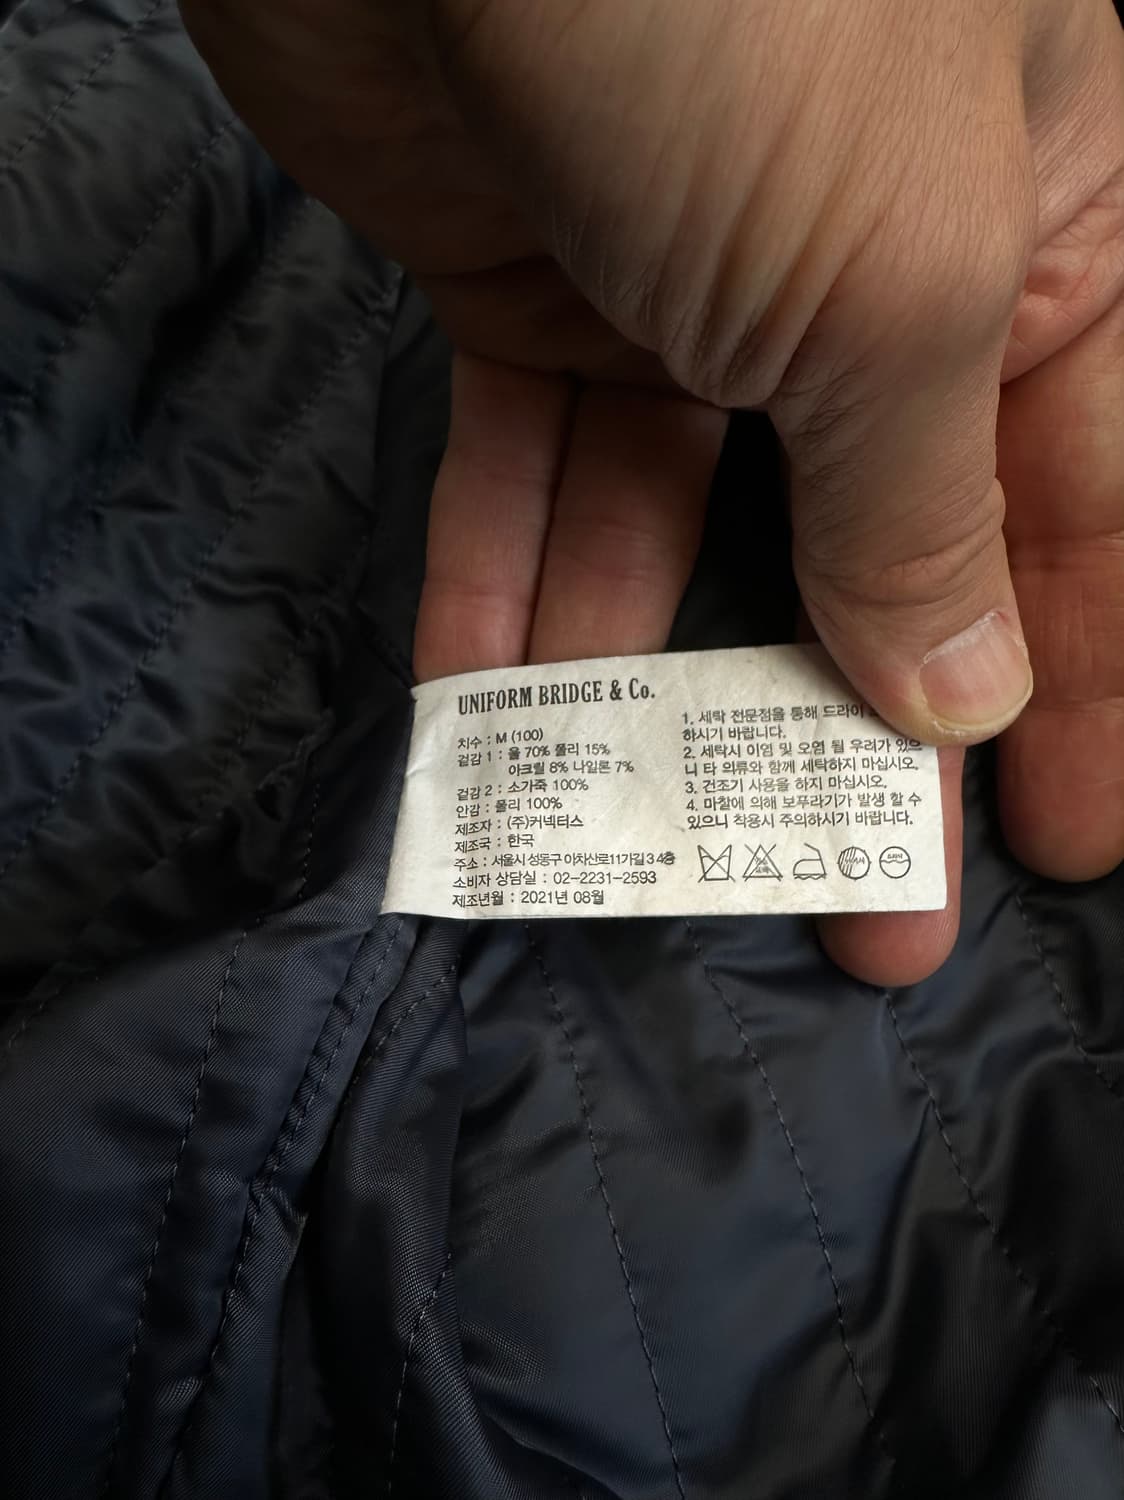 UNIFORM BRIDGE & Co.
치수 : M (100)
겉감 1 : 울 70% 폴리 15%
아크릴 8% 나일론 7%
겉감 2 : 소가죽 100%
안감 : 폴리 100%
제조자 : (주)커넥터스
제조국 : 한국
주소 : 서울시 성동구 아차산로11가길 3 4층
소비자 상담실 : 02-2231-2593
제조년월 : 2021년 08월
1. 세탁 전문점을 통해 드라이
하시기 바랍니다.
2. 세탁시 이염 및 오염 될 우려가 있으
니 타 의류와 함께 세탁하지 마십시오.
3. 건조기 사용을 하지 마십시오.
4. 마찰에 의해 보푸라기가 발생 할 수
있으니 착용시 주의하시기 바랍니다.